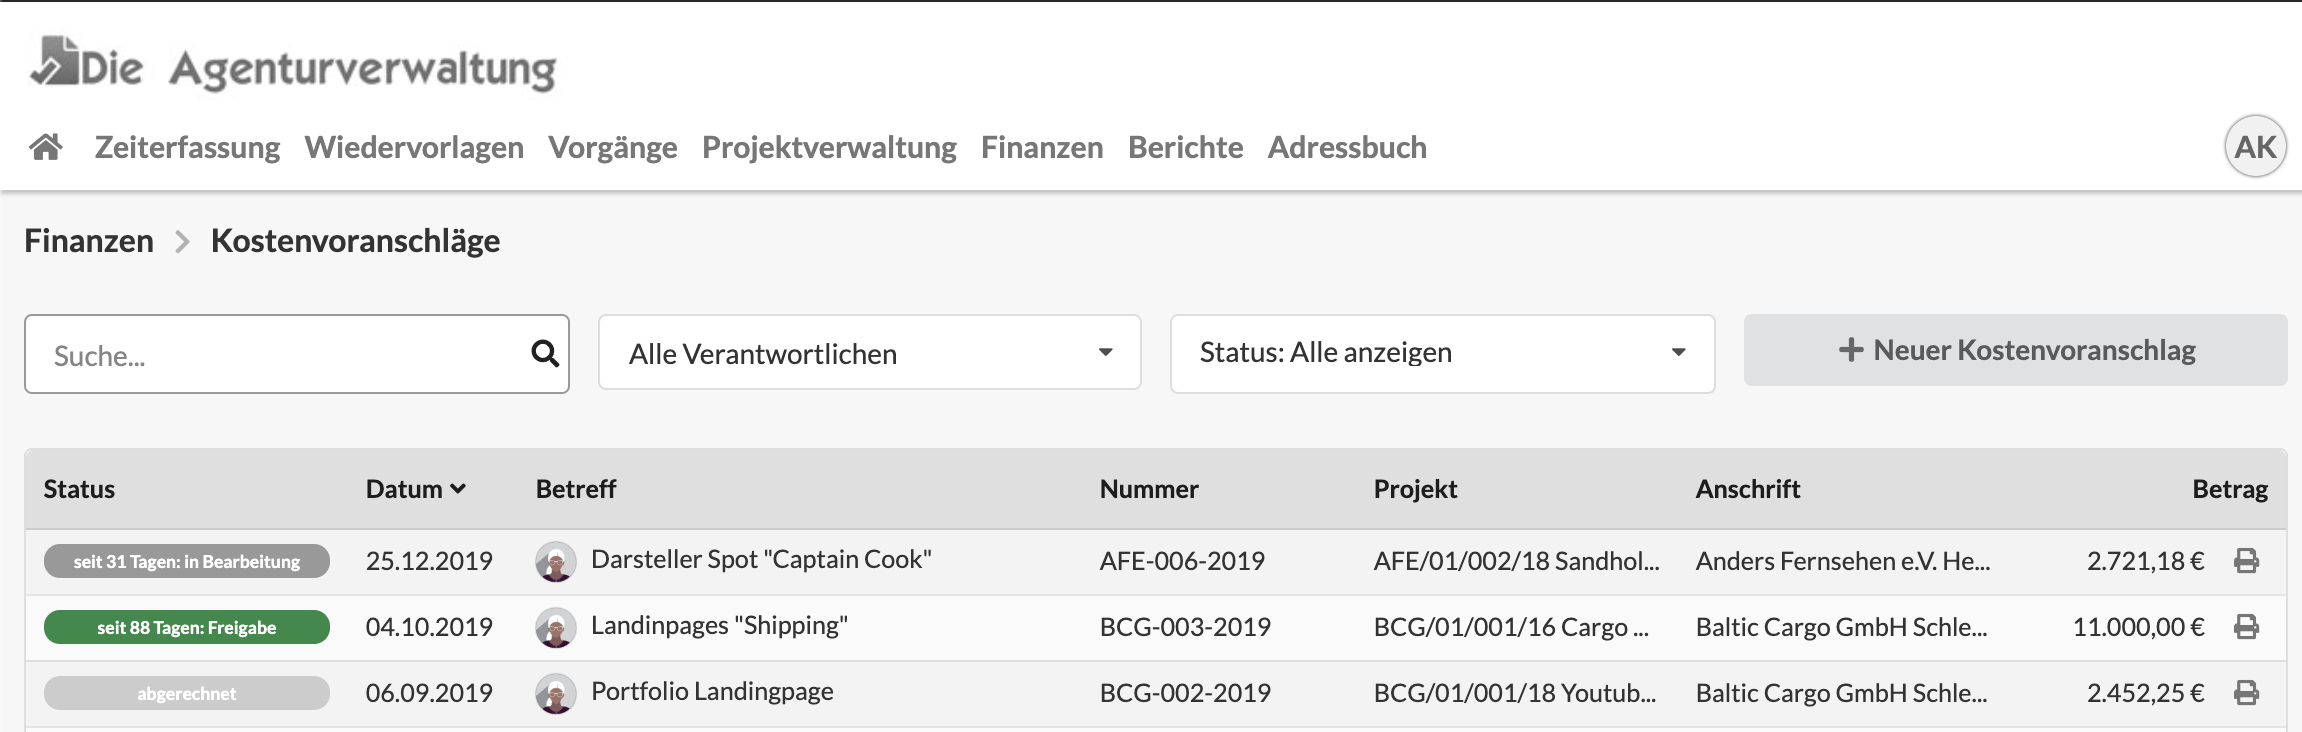 Die Agenturverwaltung
Zeiterfassung Wiedervorlagen Vorgänge Projektverwaltung Finanzen Berichte Adressbuch AK
Finanzen > Kostenvoranschläge
Suche... Alle Verantwortlichen Status: Alle anzeigen + Neuer Kostenvoranschlag
Status Datum Betreff Nummer Projekt Anschrift Betrag
seit 31 Tagen: in Bearbeitung 25.12.2019 Darsteller Spot "Captain Cook" AFE-006-2019 AFE/01/002/18 Sandhol... Anders Fernsehen e.V. He... 2.721,18 €
seit 88 Tagen: Freigabe 04.10.2019 Landinpages "Shipping" BCG-003-2019 BCG/01/001/16 Cargo ... Baltic Cargo GmbH Schle... 11.000,00 €
abgerechnet 06.09.2019 Portfolio Landingpage BCG-002-2019 BCG/01/001/18 Youtub... Baltic Cargo GmbH Schle... 2.452,25 €